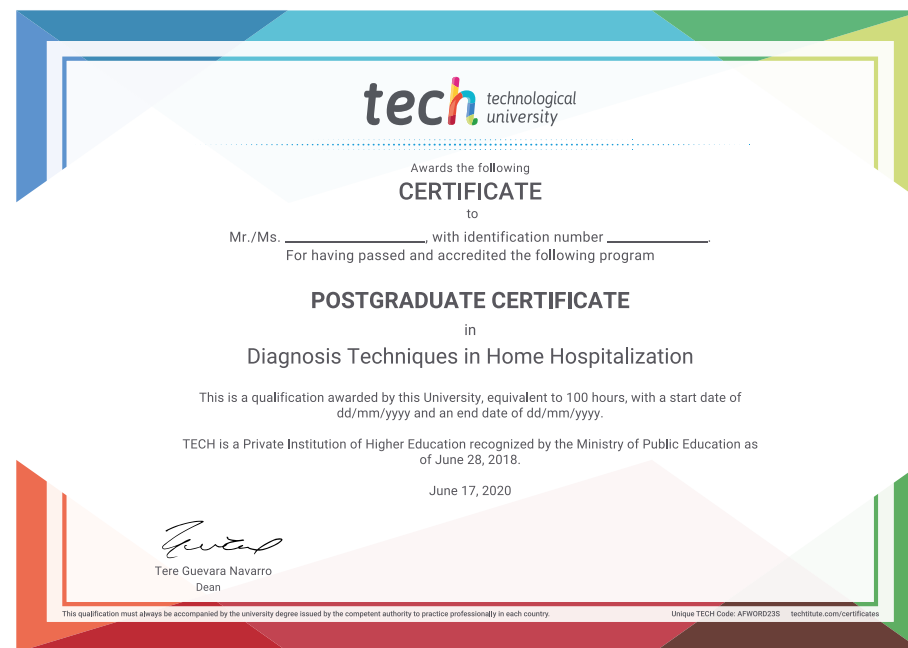 tech technological
university
Awards the following
CERTIFICATE
to
Mr./Ms. ____________________, with identification number ______________.
For having passed and accredited the following program
POSTGRADUATE CERTIFICATE
in
Diagnosis Techniques in Home Hospitalization
This is a qualification awarded by this University, equivalent to 100 hours, with a start date of
dd/mm/yyyy and an end date of dd/mm/yyyy.
TECH is a Private Institution of Higher Education recognized by the Ministry of Public Education as
of June 28, 2018.
June 17, 2020
Tere Guevara Navarro
Dean
This qualification must always be accompanied by the university degree issued by the competent authority to practice professionally in each country.
Unique TECH Code: AFWORD23S techtitute.com/certificates